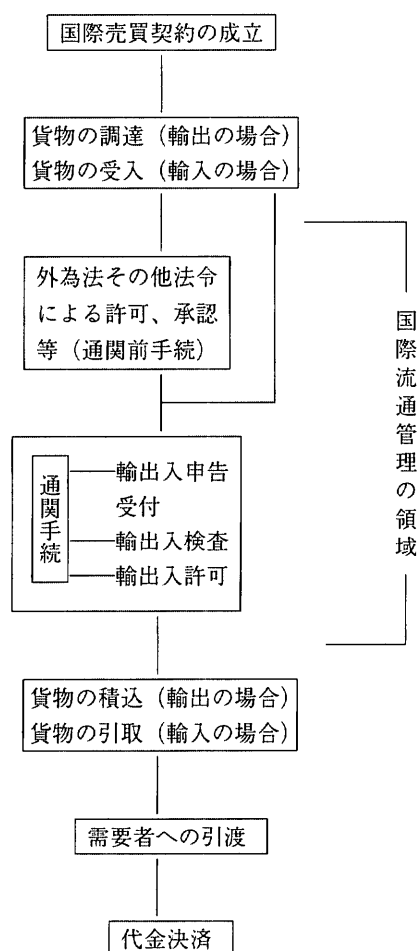 国際売買契約の成立
貨物の調達（輸出の場合）
貨物の受入（輸入の場合）
外為法その他法令
による許可、承認
等（通関前手続）
国際流通管理の領域
通関手続
輸出入申告
受付
輸出入検査
輸出入許可
貨物の積込（輸出の場合）
貨物の引取（輸入の場合）
需要者への引渡
代金決済